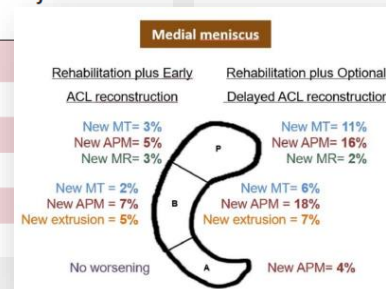 Medial meniscus
Rehabilitation plus Early
ACL reconstruction
Rehabilitation plus Optional
Delayed ACL reconstruction
New MT= 3%
New APM= 5%
New MR= 3%
P
New MT= 11%
New APM= 16%
New MR= 2%
New MT = 2%
New APM = 7%
New extrusion = 5%
B
New MT= 6%
New APM = 18%
New extrusion = 7%
No worsening
A
New APM= 4%